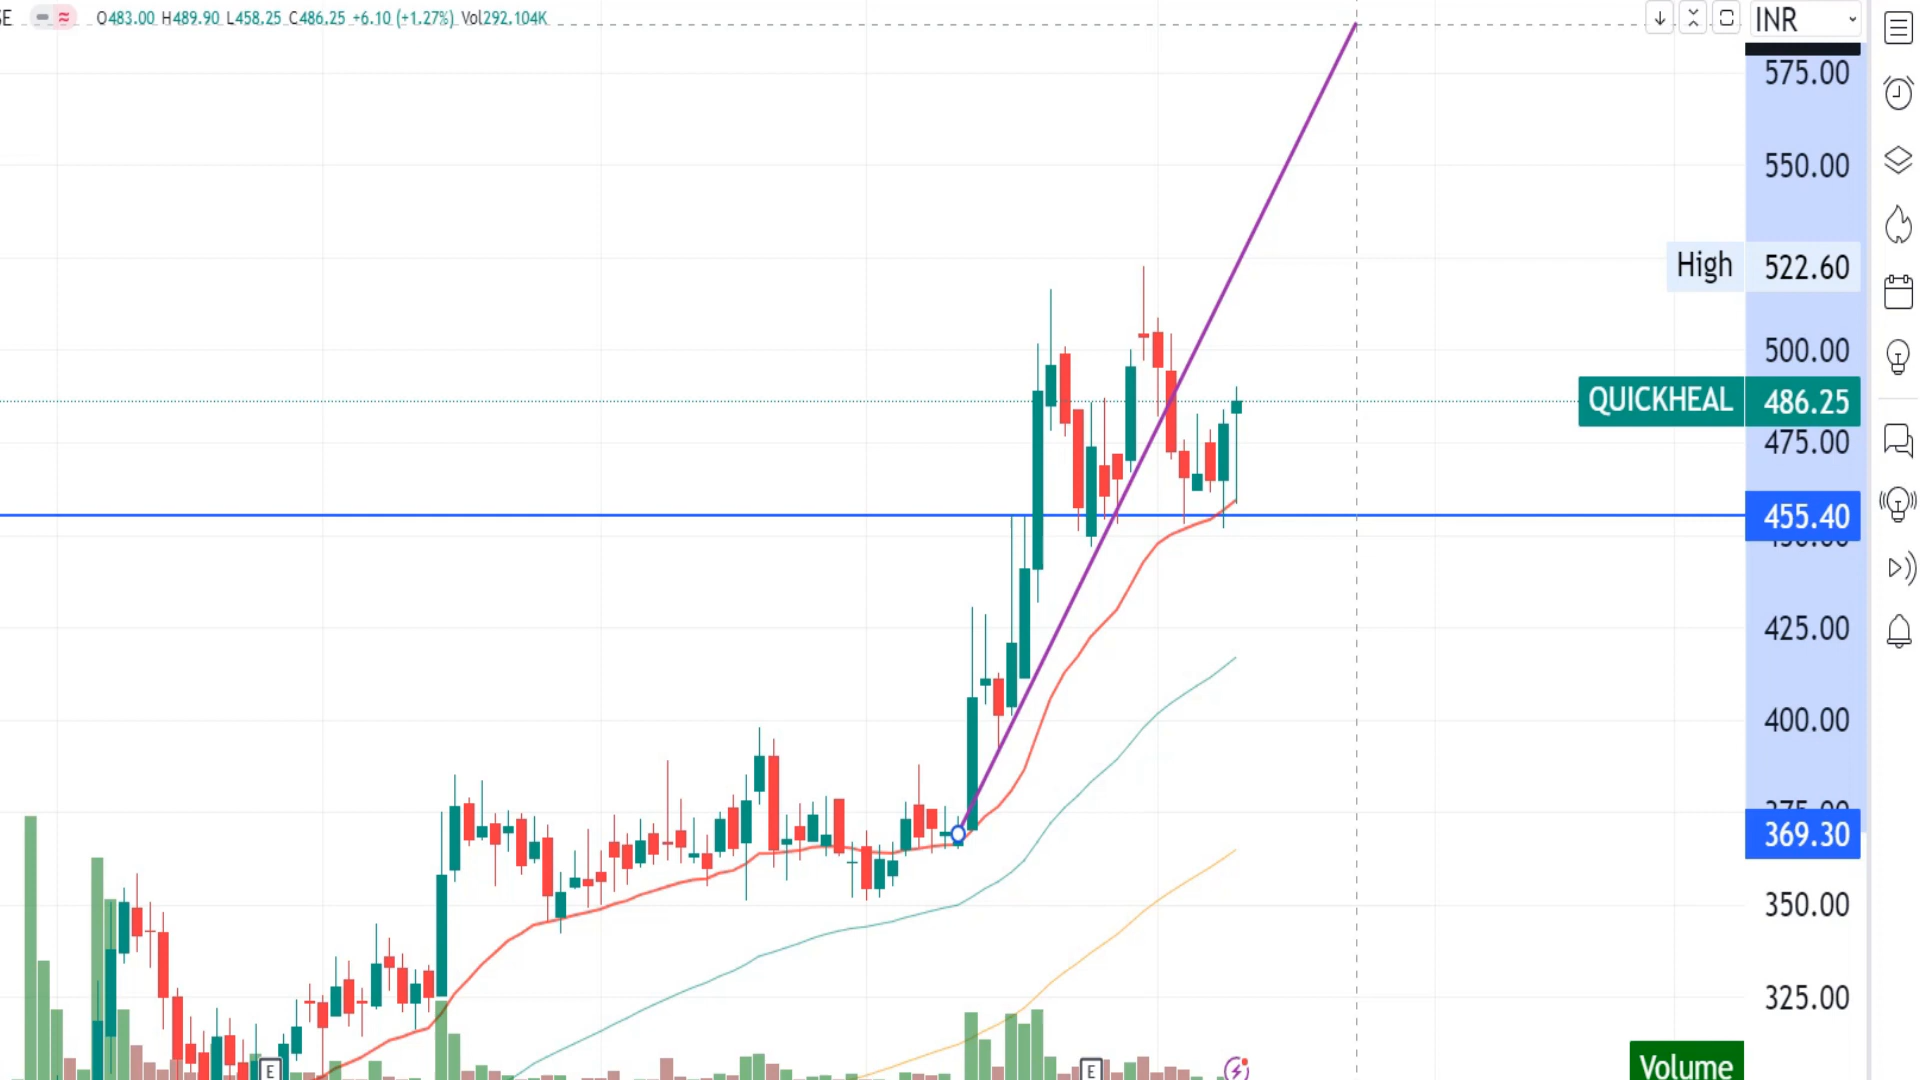 SE O483.00 H489.90 L458.25 C486.25 +6.10 (+1.27%) Vol292.104K
INR
575.00
550.00
High 522.60
500.00
QUICKHEAL 486.25
475.00
455.40
425.00
400.00
369.30
350.00
325.00
E
E
Volume